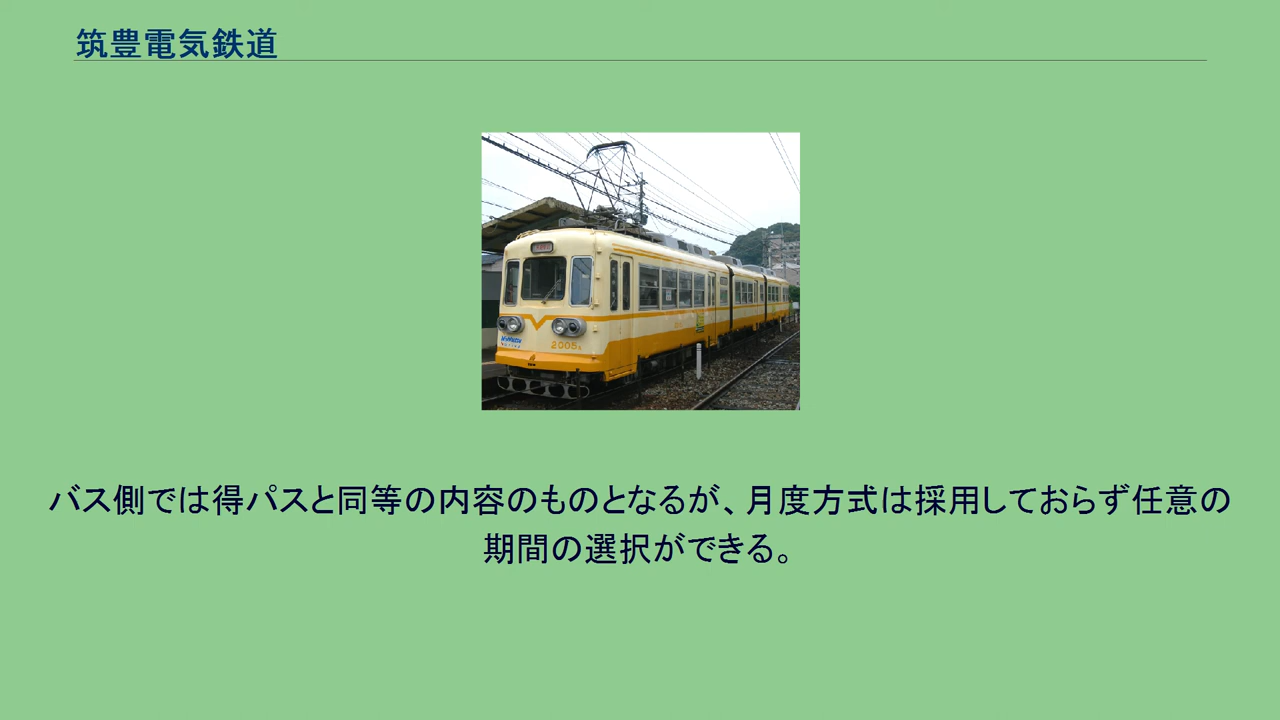 筑豊電気鉄道
2005
バス側では得パスと同等の内容のものとなるが、月度方式は採用しておらず任意の
期間の選択ができる。